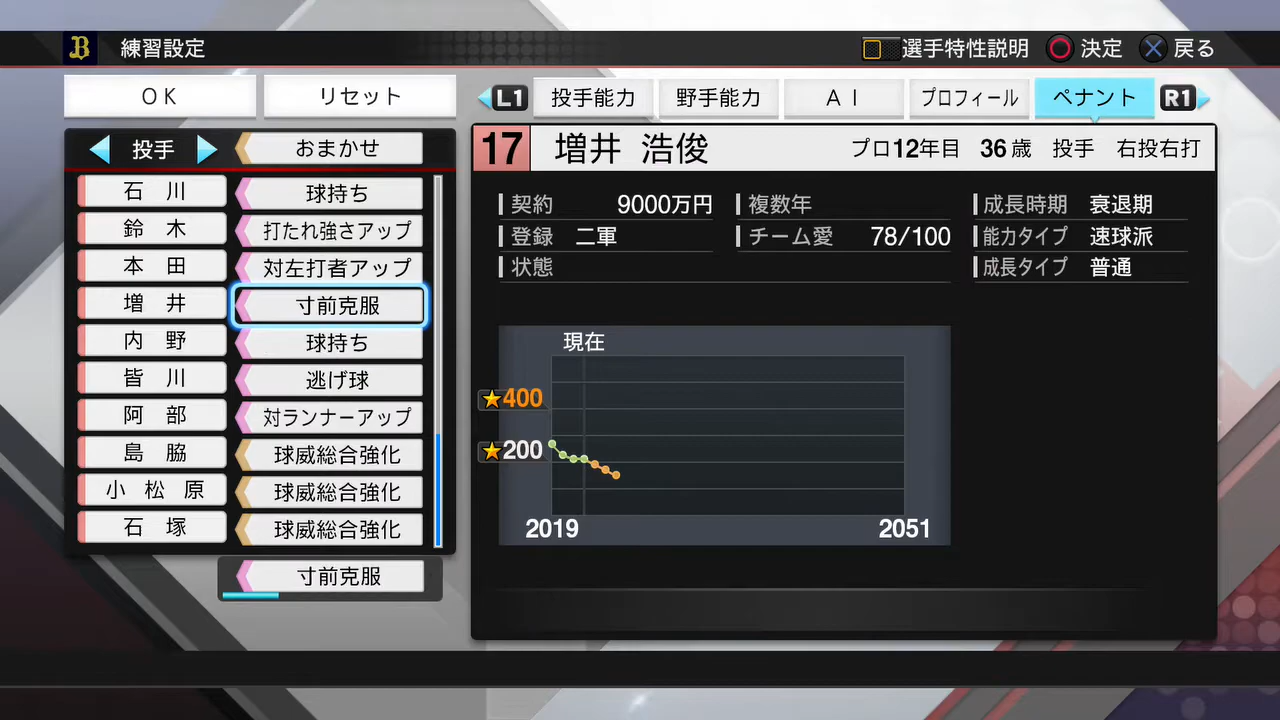 B 練習設定 選手特性説明 決定 戻る
OK リセット
L1 投手能力 野手能力 AI プロフィール ペナント R1
投手 おまかせ
石川 球持ち
鈴木 打たれ強さアップ
本田 対左打者アップ
増井 寸前克服
内野 球持ち
皆川 逃げ球
阿部 対ランナーアップ
島脇 球威総合強化
小松原 球威総合強化
石塚 球威総合強化
寸前克服
17 増井 浩俊 プロ12年目 36歳 投手 右投右打
契約 9000万円 複数年 成長時期 衰退期
登録 二軍 チーム愛 78/100 能力タイプ 速球派
状態 成長タイプ 普通
現在
★400
★200
2019 2051